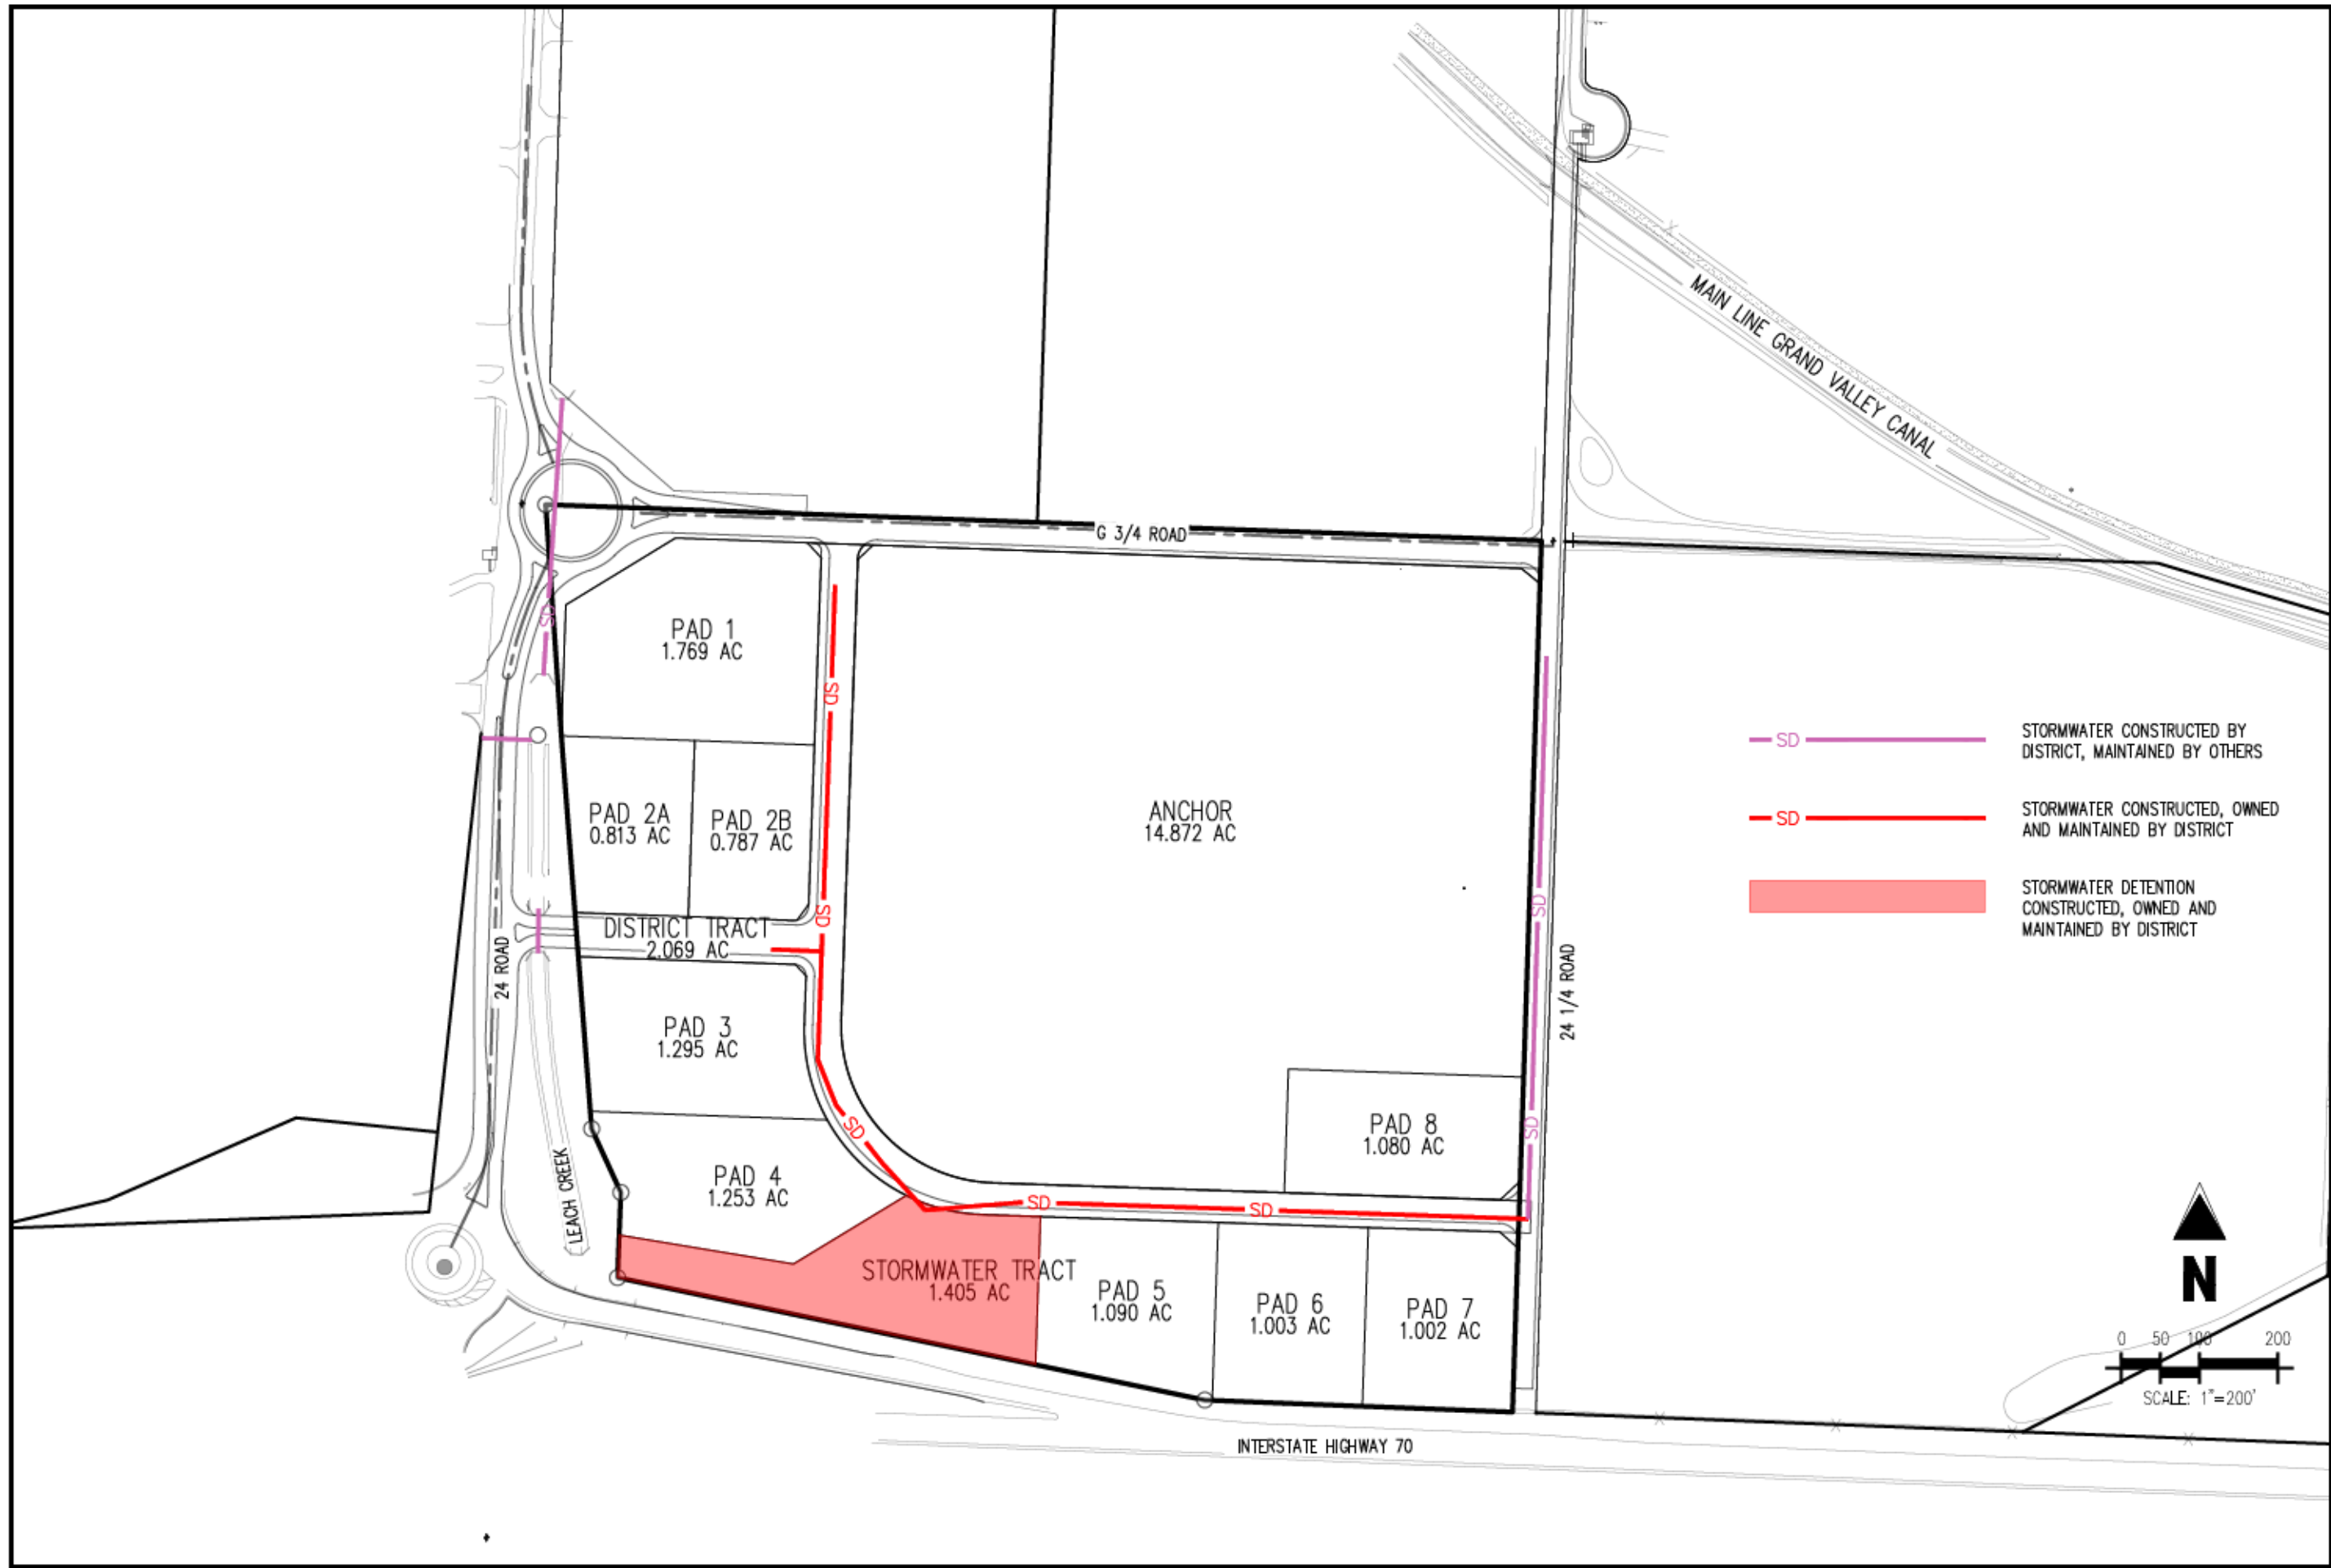 MAIN LINE GRAND VALLEY CANAL
G 3/4 ROAD
SD
PAD 1
1.769 AC
SD
SD STORMWATER CONSTRUCTED BY
DISTRICT, MAINTAINED BY OTHERS
PAD 2A
0.813 AC
PAD 2B
0.787 AC
ANCHOR
14.872 AC
SD STORMWATER CONSTRUCTED, OWNED
AND MAINTAINED BY DISTRICT
STORMWATER DETENTION
CONSTRUCTED, OWNED AND
MAINTAINED BY DISTRICT
SD
SD
DISTRICT TRACT
2.069 AC
24 ROAD
24 1/4 ROAD
PAD 3
1.295 AC
SD
SD
PAD 8
1.080 AC
LEACH CREEK
PAD 4
1.253 AC
SD
SD
STORMWATER TRACT
1.405 AC
PAD 5
1.090 AC
PAD 6
1.003 AC
PAD 7
1.002 AC
N
0 50 100 200
SCALE: 1"=200'
INTERSTATE HIGHWAY 70